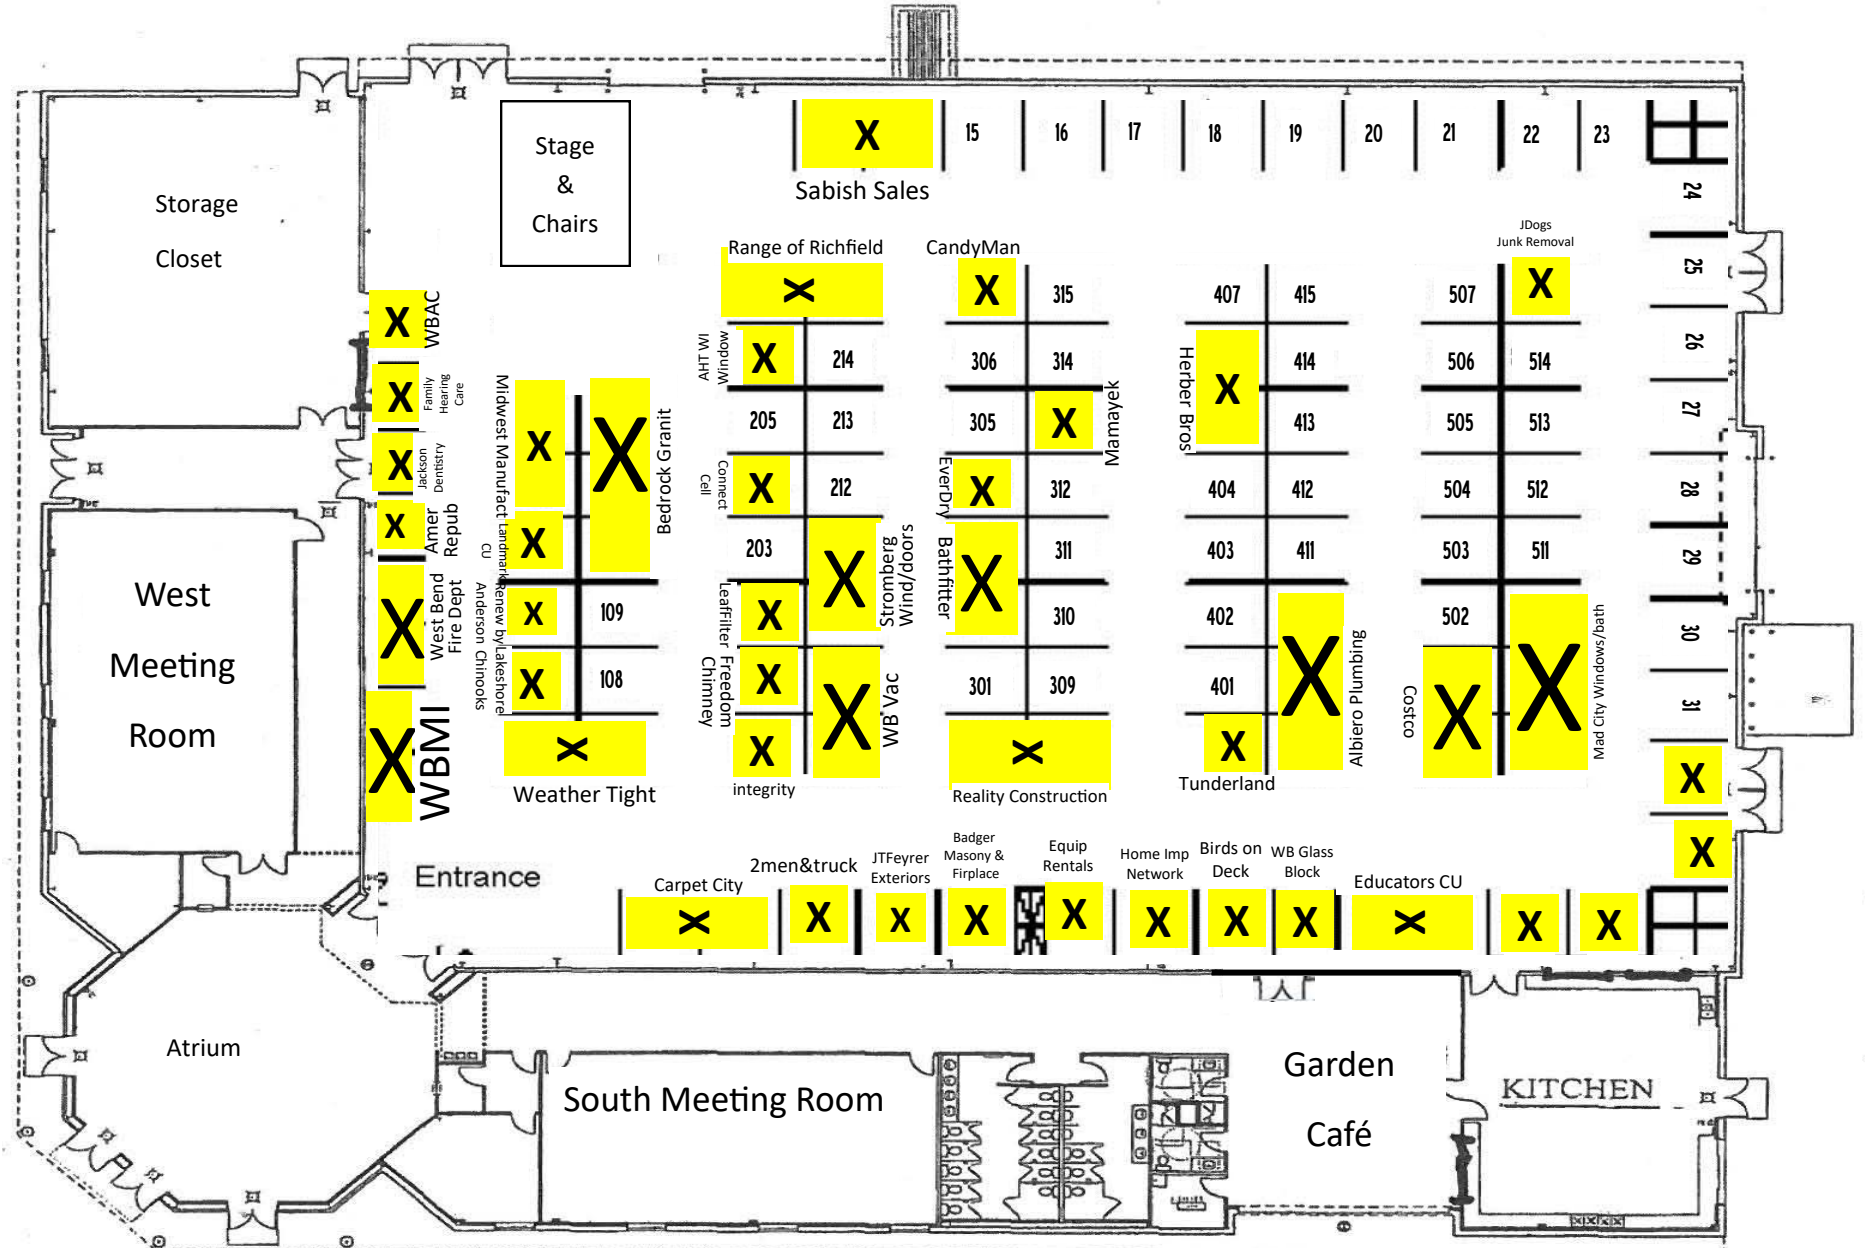 Stage
&
Chairs
Storage
Closet
X
Sabish Sales
15
16
17
18
19
20
21
22
23
24
25
26
27
28
29
30
31
X
X
Range of Richfield
X
AHT WI
Window
X
214
205
213
Connect
Cell
X
212
203
X
Stromberg
Wind/doors
LeafFilter
X
Freedom
Chimney
X
X
WB Vac
X
integrity
CandyMan
X
315
306
314
305
X
Mamayek
EverDry
X
312
Bathfitter
X
311
310
301
309
X
Reality Construction
407
415
Herber Bros
X
414
413
404
412
403
411
402
401
X
Albiero Plumbing
X
Tunderland
JDogs
Junk Removal
507
X
506
514
505
513
504
512
503
511
502
X
Mad City Windows/bath
Costco
X
X
WBAC
X
Family
Hearing
Care
X
Jackson
Dentistry
X
Amer
Repub
X
West Bend
Fire Dept
X
WBMI
Midwest Manufact
X
X
Bedrock Granit
Landmark
CU
X
Renew by
Anderson
X
109
Lakeshore
Chinooks
X
108
X
Weather Tight
West
Meeting
Room
Entrance
Carpet City
X
2men&truck
X
JTFeyrer
Exteriors
X
Badger
Masony &
Firplace
X
Equip
Rentals
X
Home Imp
Network
X
Birds on
Deck
X
WB Glass
Block
X
Educators CU
X
X
X
Atrium
South Meeting Room
Garden
Café
KITCHEN